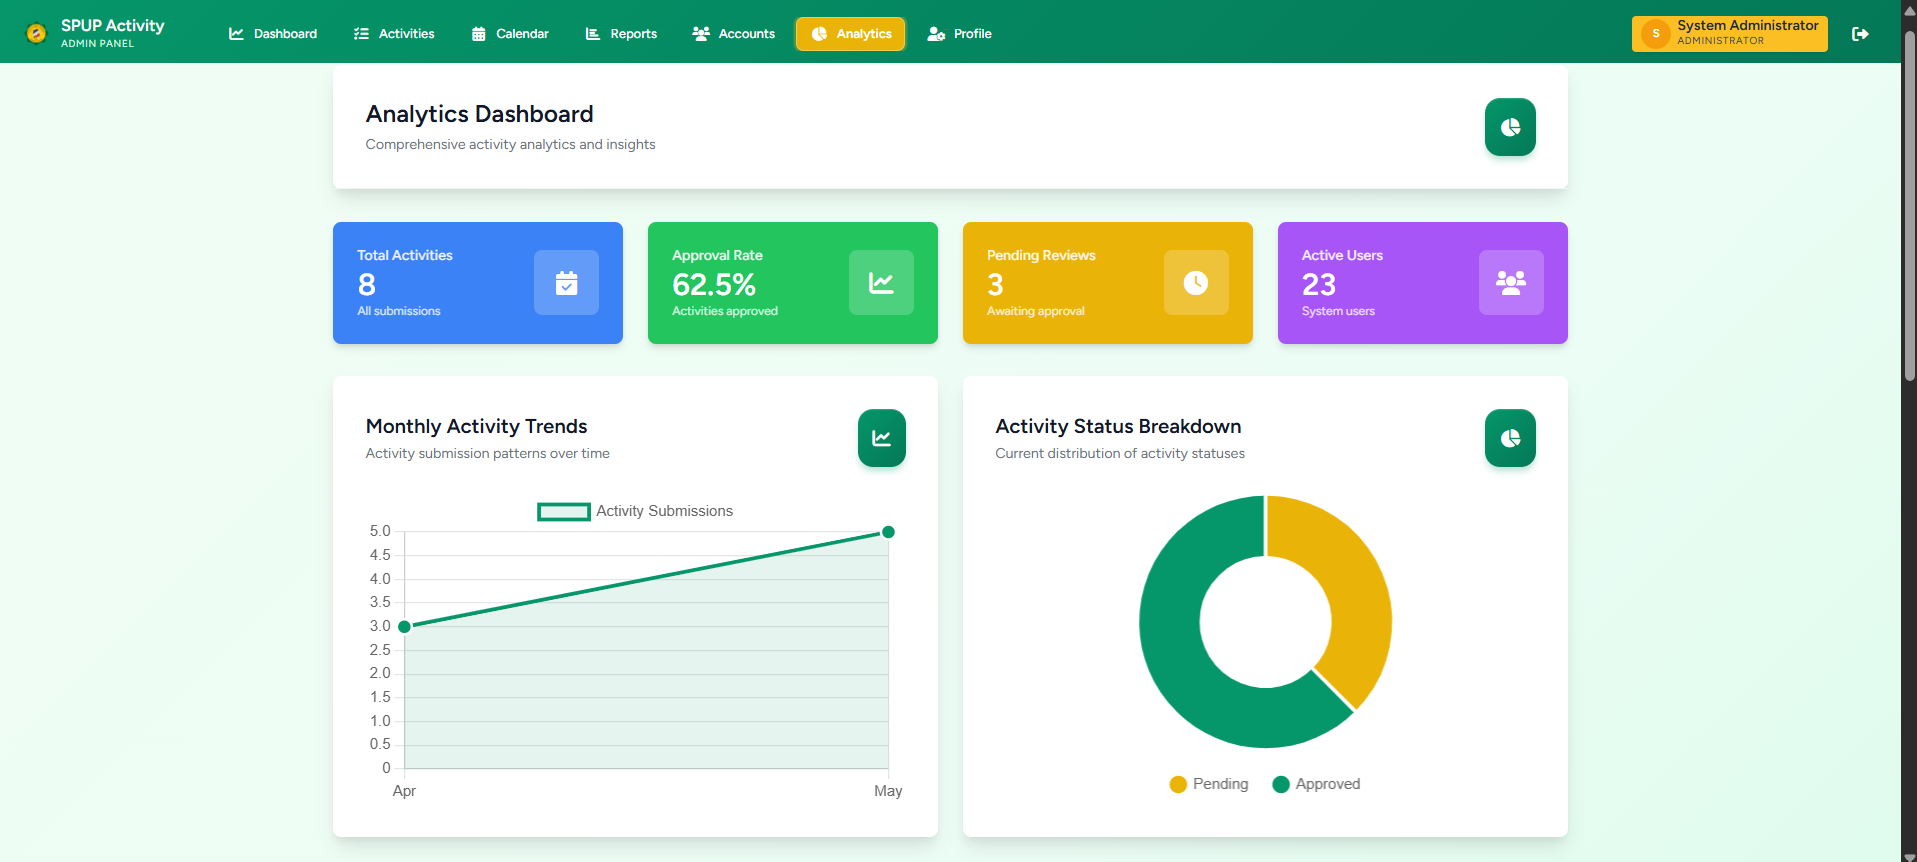 SPUP Activity
ADMIN PANEL
Dashboard
Activities
Calendar
Reports
Accounts
Analytics
Profile
S
System Administrator
ADMINISTRATOR
Analytics Dashboard
Comprehensive activity analytics and insights
Total Activities
8
All submissions
Approval Rate
62.5%
Activities approved
Pending Reviews
3
Awaiting approval
Active Users
23
System users
Monthly Activity Trends
Activity submission patterns over time
Activity Submissions
5.0
4.5
4.0
3.5
3.0
2.5
2.0
1.5
1.0
0.5
0
Apr
May
Activity Status Breakdown
Current distribution of activity statuses
Pending
Approved